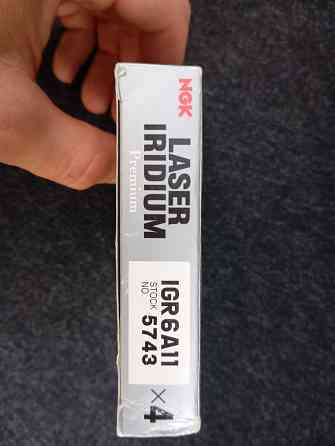 NGK
LASER
IRIDIUM
Premium
IGR6A11
STOCK
NO.
5743
×4